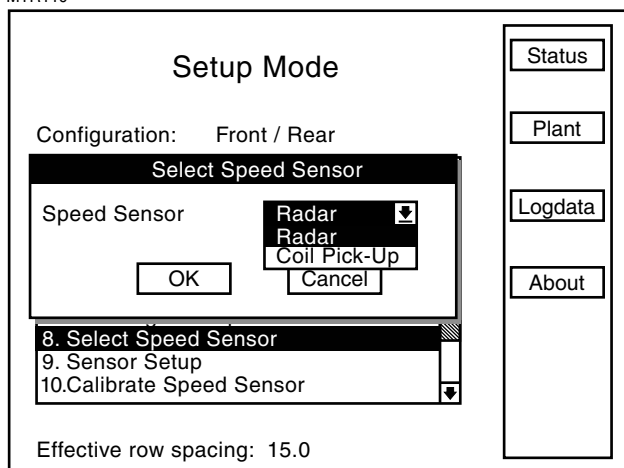 Setup Mode
Configuration: Front / Rear
Select Speed Sensor
Speed Sensor
Radar
Radar
Coil Pick-Up
OK
Cancel
8. Select Speed Sensor
9. Sensor Setup
10.Calibrate Speed Sensor
Effective row spacing: 15.0
Status
Plant
Logdata
About